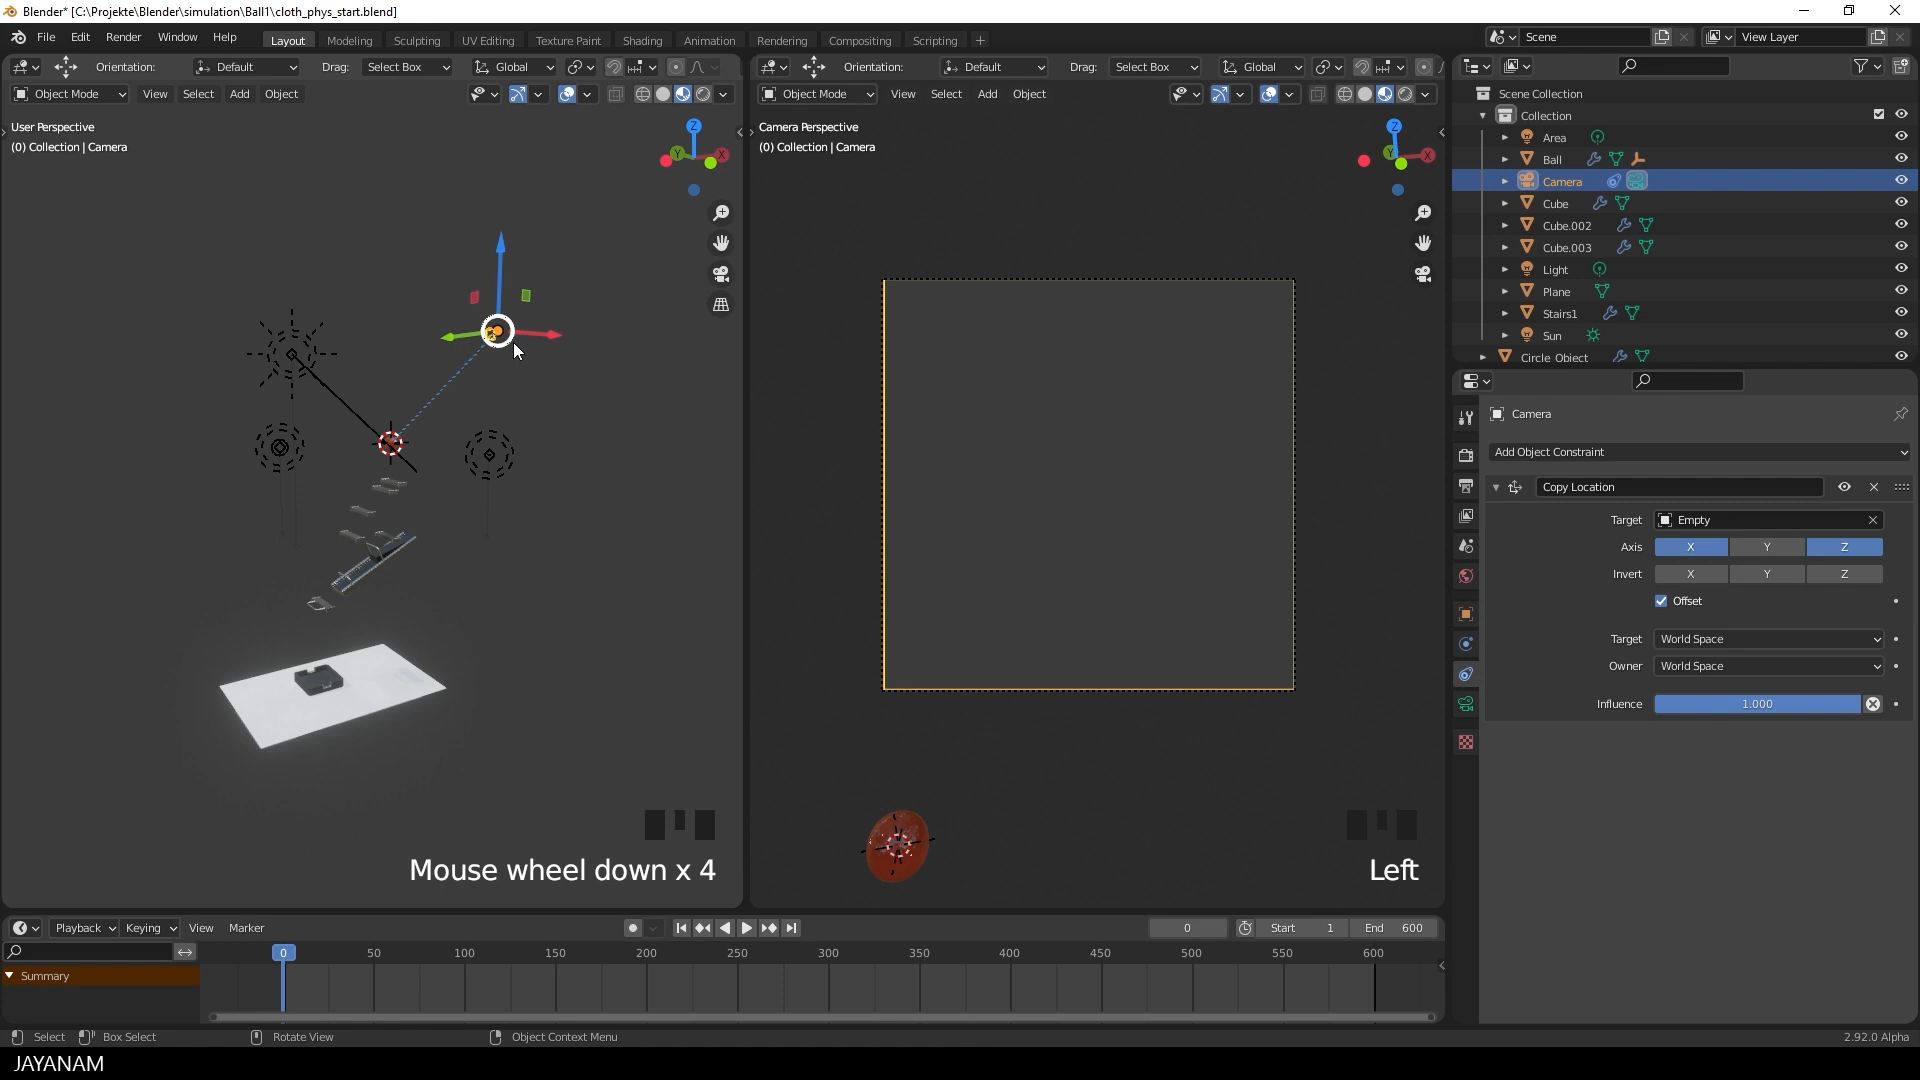 Blender* [C:\Projekte\Blender\simulation\Ball1\cloth_phys_start.blend]
File Edit Render Window Help
Layout Modeling Sculpting UV Editing Texture Paint Shading Animation Rendering Compositing Scripting +
Scene
View Layer
Orientation: Default Drag: Select Box Global
Object Mode View Select Add Object
User Perspective
(0) Collection | Camera
Z
Y
X
Mouse wheel down x 4
Orientation: Default Drag: Select Box Global
Object Mode View Select Add Object
Camera Perspective
(0) Collection | Camera
Z
Y
X
Left
Scene Collection
Collection
Area
Ball
Camera
Cube
Cube.002
Cube.003
Light
Plane
Stairs1
Sun
Circle Object
Camera
Add Object Constraint
Copy Location
Target Empty
Axis X Y Z
Invert X Y Z
Offset
Target World Space
Owner World Space
Influence 1.000
Playback Keying View Marker
0 Start 1 End 600
0 50 100 150 200 250 300 350 400 450 500 550 600
Summary
Select Box Select Rotate View Object Context Menu 2.92.0 Alpha
JAYANAM